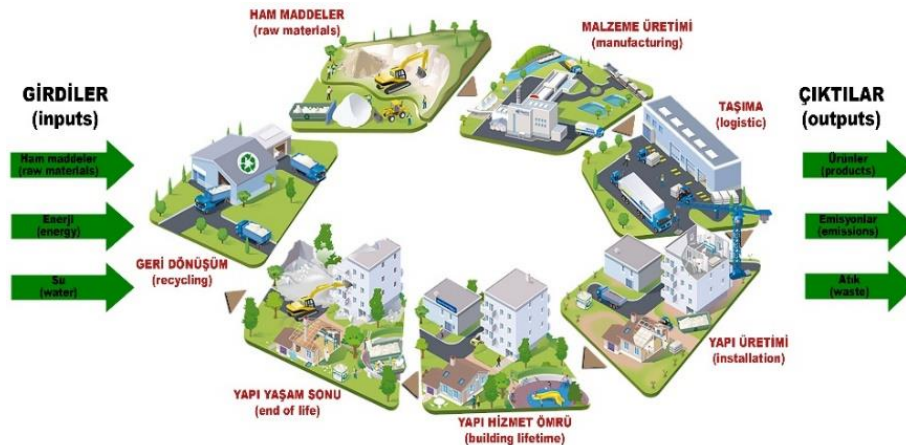 HAM MADDELER
(raw materials)
MALZEME ÜRETİMİ
(manufacturing)
GİRDİLER
(inputs)
TAŞIMA
(logistic)
ÇIKTILAR
(outputs)
Ham maddeler
(raw materials)
Ürünler
(products)
Enerji
(energy)
Emisyonlar
(emissions)
GERİ DÖNÜŞÜM
(recycling)
Su
(water)
Atık
(waste)
YAPI ÜRETİMİ
(installation)
YAPI YAŞAM SONU
(end of life)
YAPI HİZMET ÖMRÜ
(building lifetime)